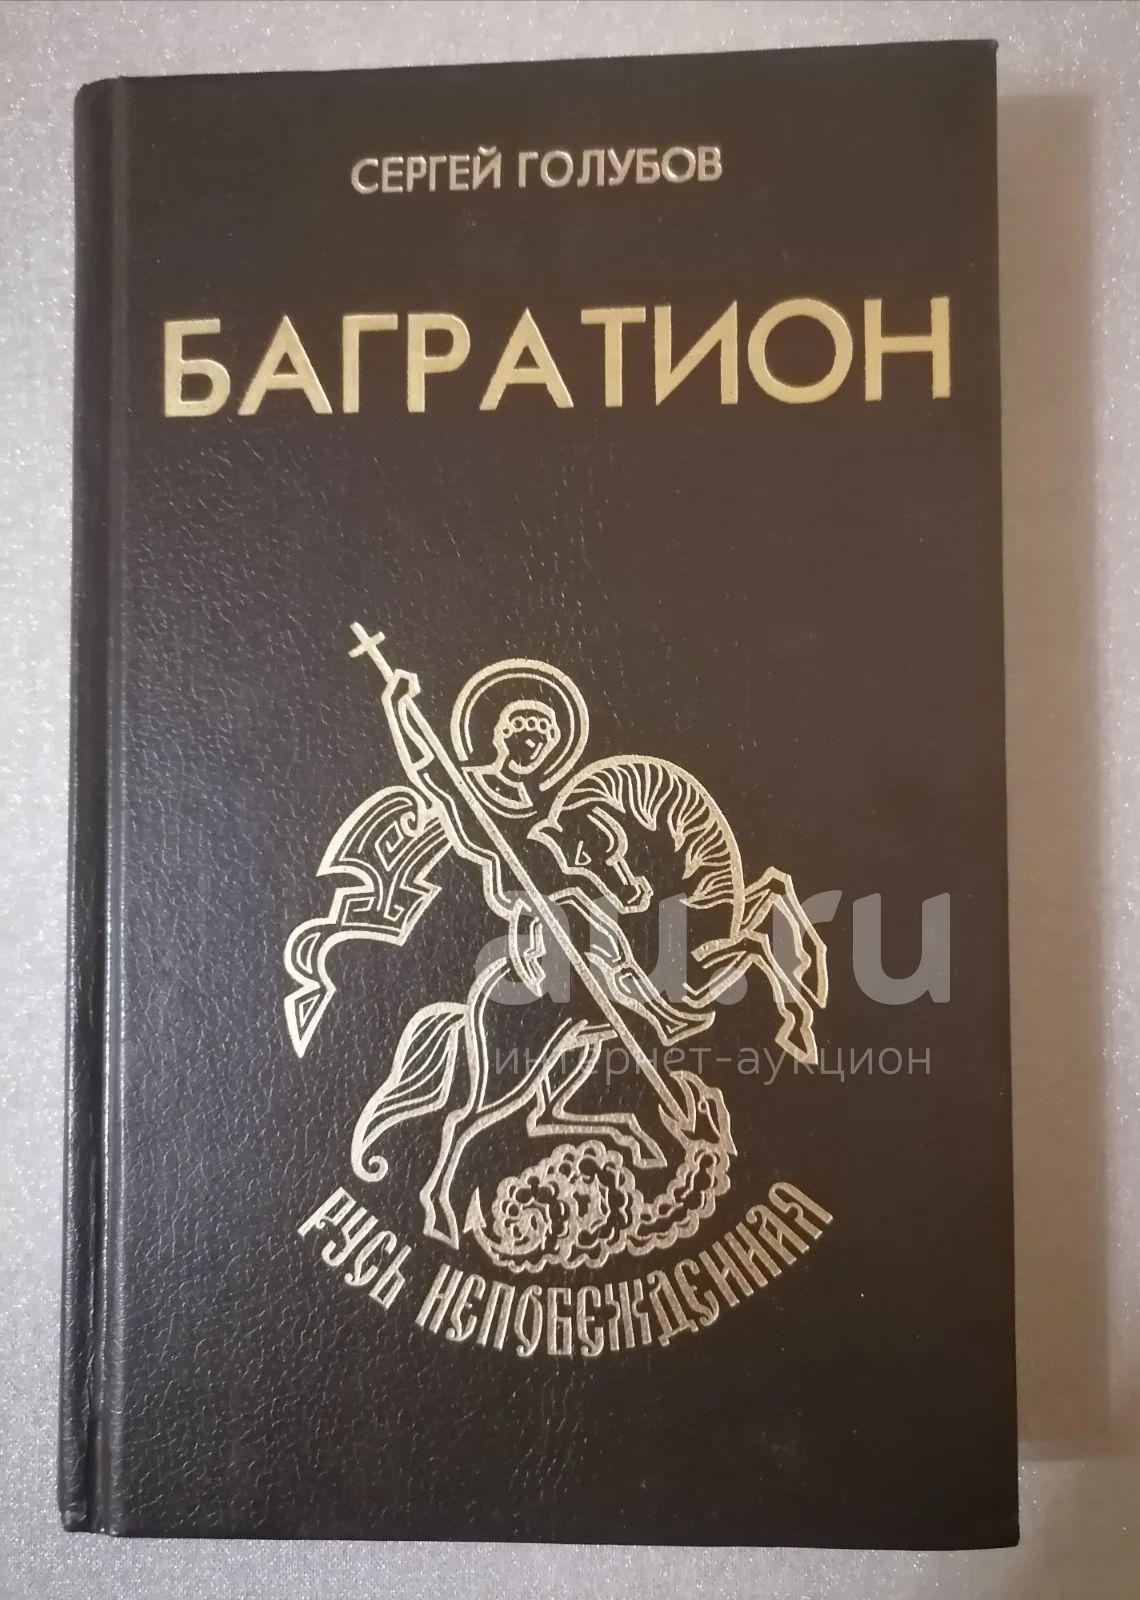 СЕРГЕЙ ГОЛУБОВ
БАГРАТИОН
au.ru
интернет-аукцион
РУСЬ НЕПОБЕЖДЕННАЯ